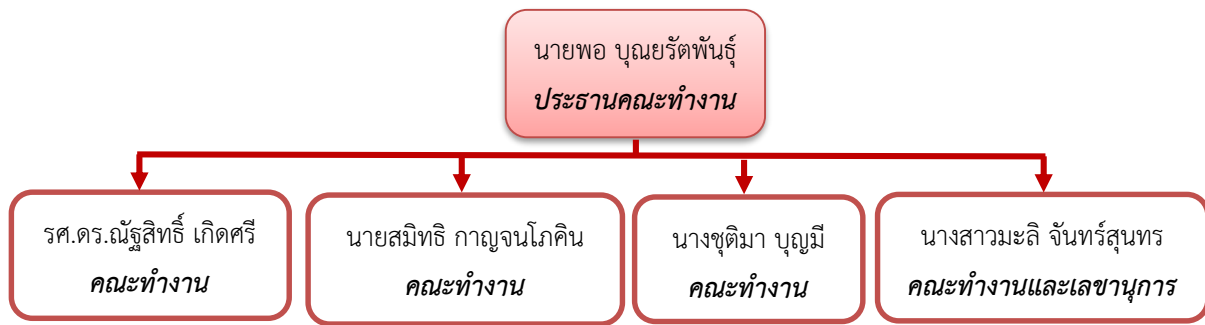 นายพอ บุณยรัตพันธุ์
ประธานคณะทำงาน
รศ.ดร.ณัฐสิทธิ์ เกิดศรี
คณะทำงาน
นายสมิทธิ กาญจนโภคิน
คณะทำงาน
นางชุติมา บุญมี
คณะทำงาน
นางสาวมะลิ จันทร์สุนทร
คณะทำงานและเลขานุการ